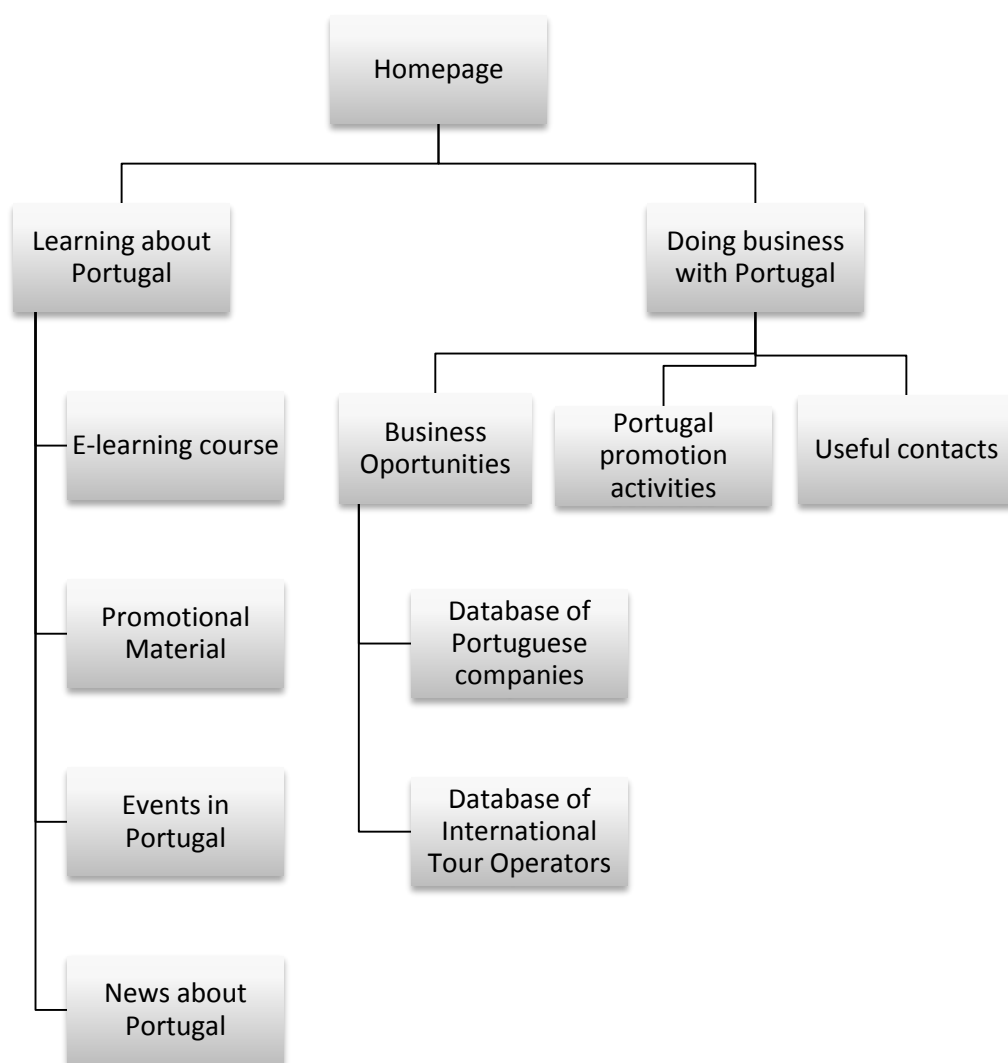 Homepage
Learning about
Portugal
Doing business
with Portugal
E-learning course
Business
Oportunities
Portugal
promotion
activities
Useful contacts
Promotional
Material
Database of
Portuguese
companies
Events in
Portugal
Database of
International
Tour Operators
News about
Portugal